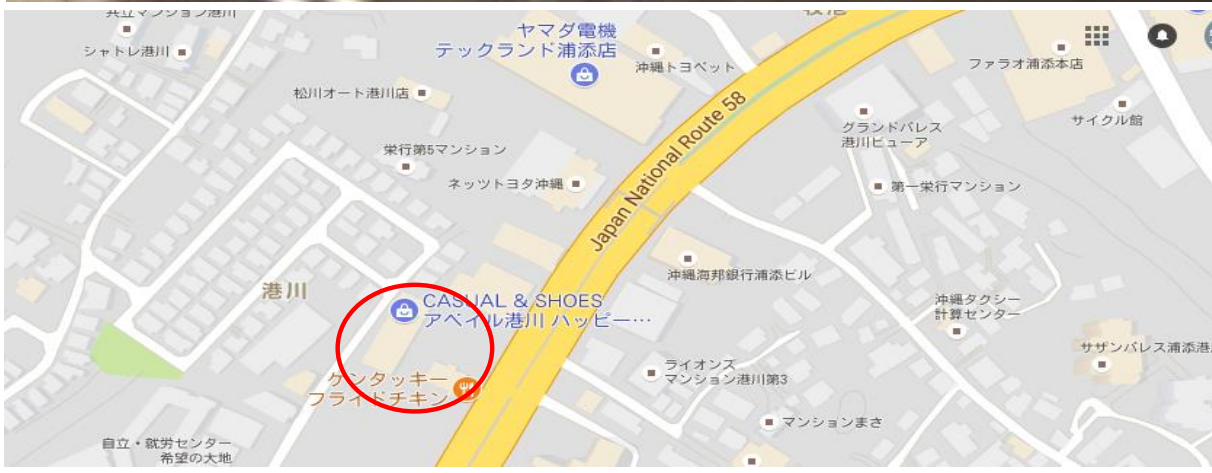 共立マンション港川
シャトレ港川
ヤマダ電機
テックランド浦添店
沖縄トヨペット
ファラオ浦添本店
松川オート港川店
サイクル館
グランドパレス
港川ビューア
栄行第5マンション
ネッツトヨタ沖縄
Japan National Route 58
第一栄行マンション
沖縄海邦銀行浦添ビル
港川
CASUAL & SHOES
アベイル港川 ハッピー…
沖縄タクシー
計算センター
サザンパレス浦添港
ライオンズ
マンション港川第3
ケンタッキー
フライドチキン
マンションまさ
自立・就労センター
希望の大地